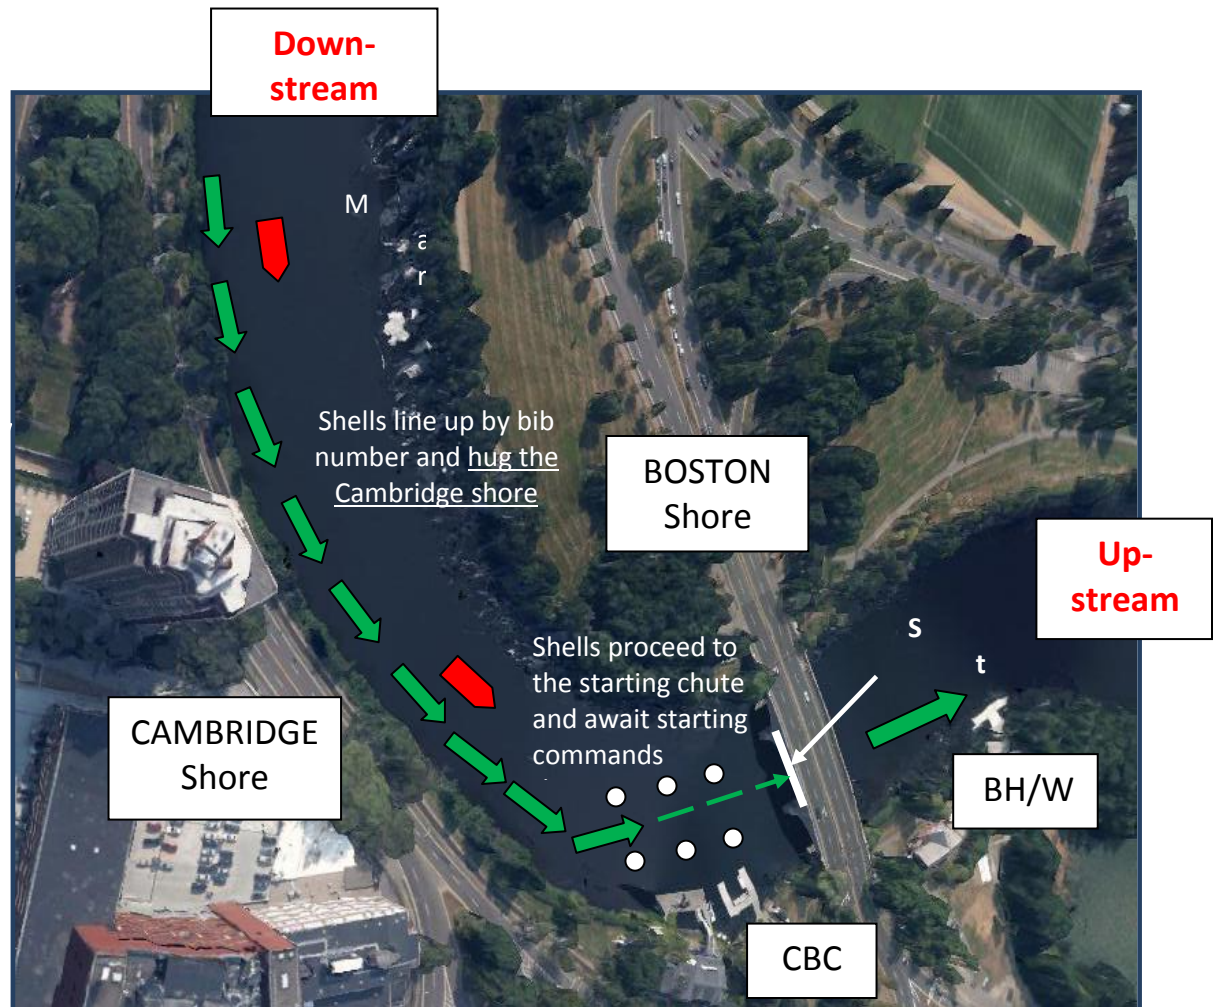 Down-
stream
M
a
r
Shells line up by bib
number and hug the
Cambridge shore
BOSTON
Shore
Up-
stream
S
t
Shells proceed to
the starting chute
and await starting
commands
CAMBRIDGE
Shore
BH/W
CBC